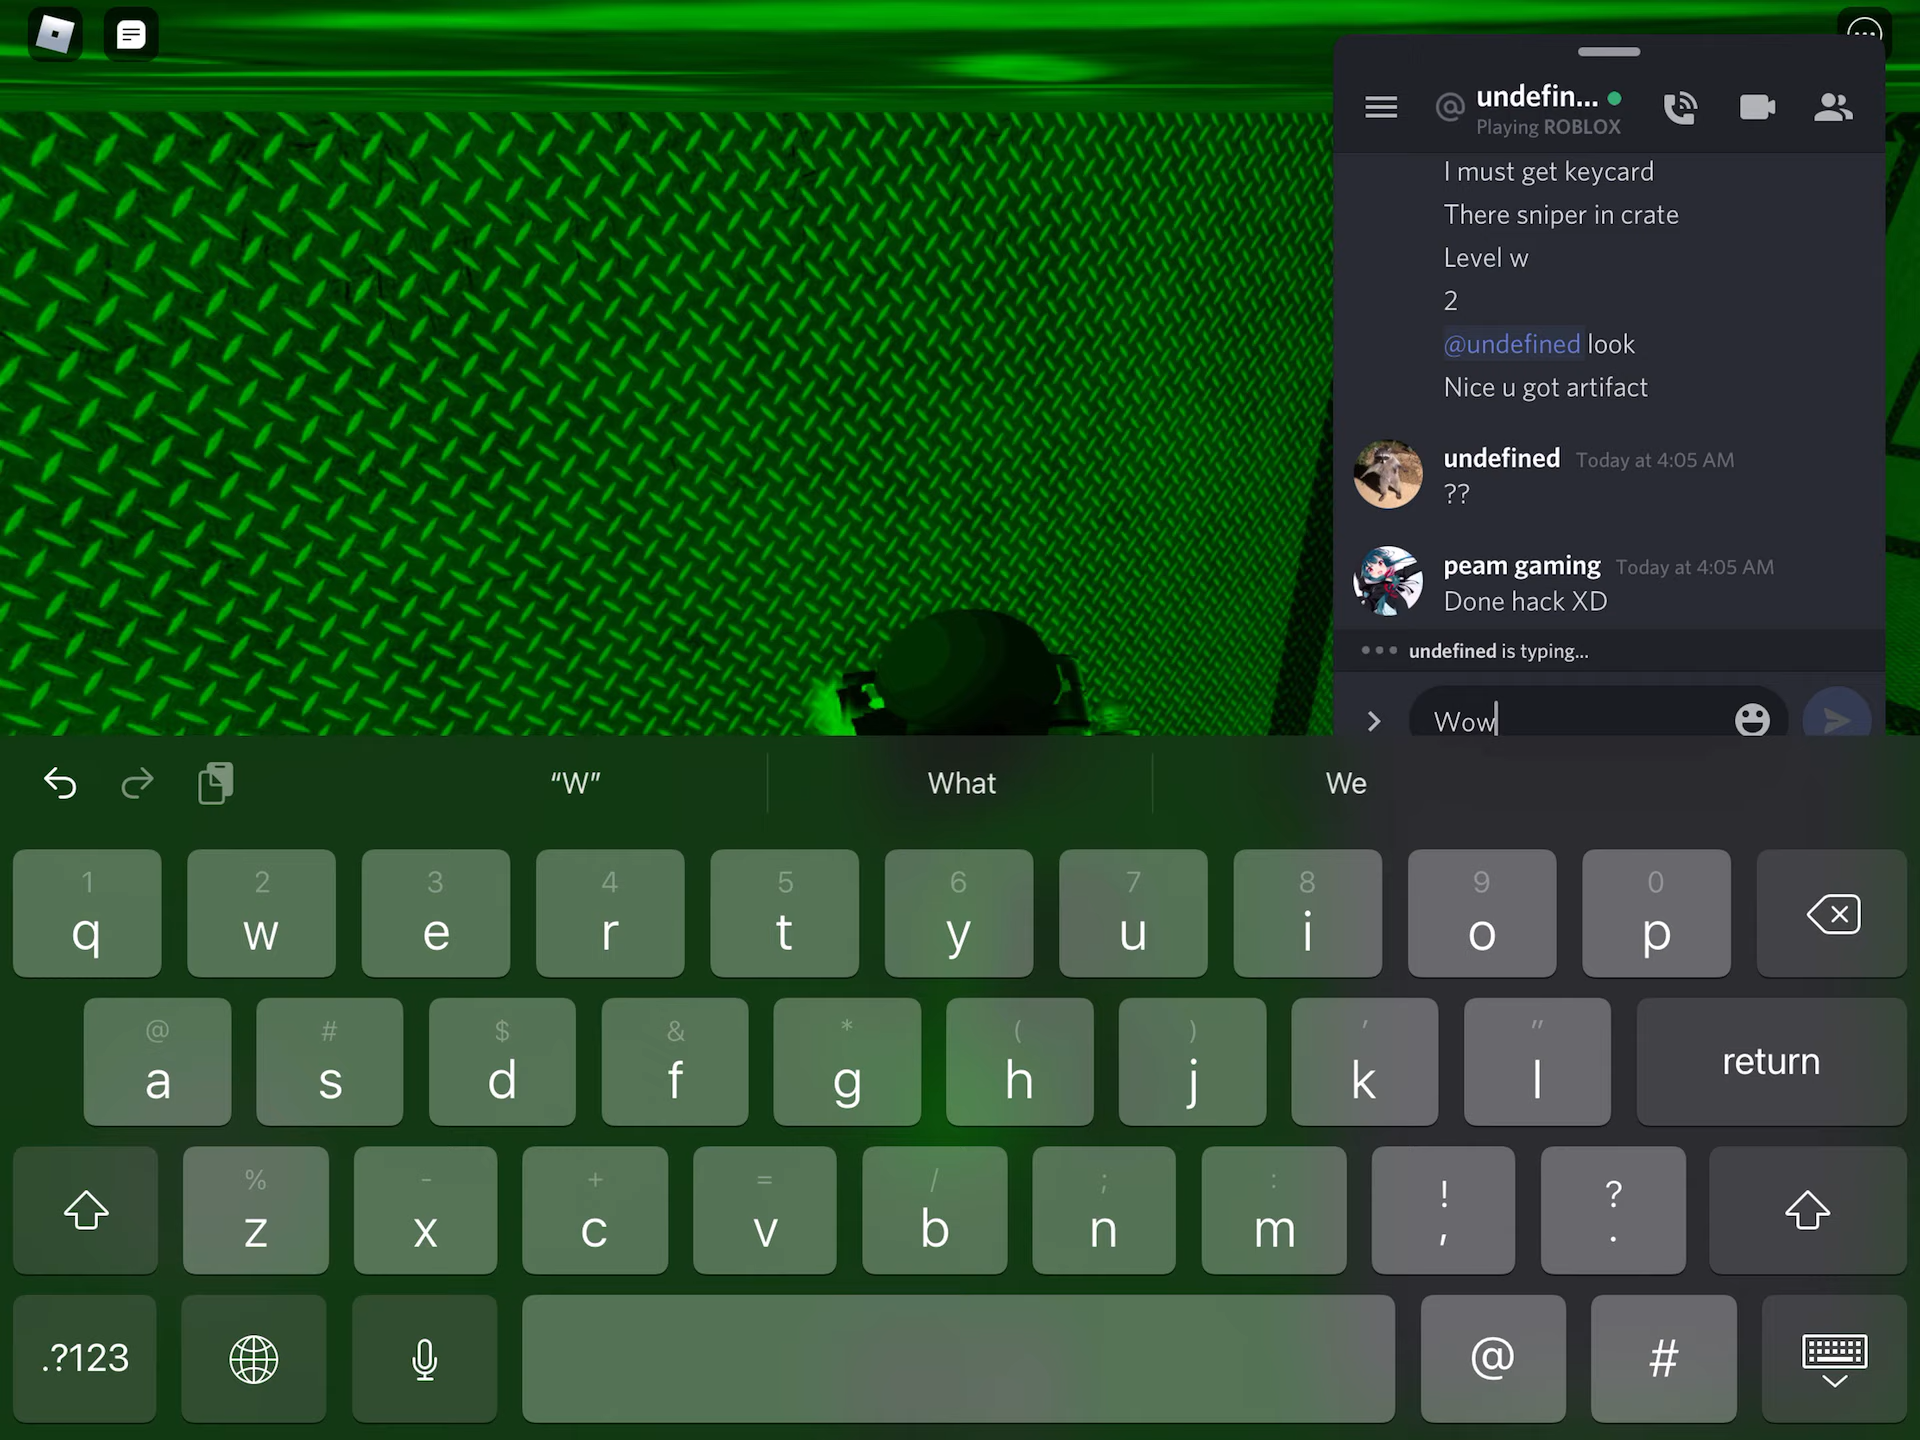 undefin...
Playing ROBLOX
I must get keycard
There sniper in crate
Level w
2
@undefined look
Nice u got artifact
undefined Today at 4:05 AM
??
peam gaming Today at 4:05 AM
Done hack XD
undefined is typing...
Wow
“W” What We
1 2 3 4 5 6 7 8 9 0
q w e r t y u i o p
@ # $ & * ( ) ' "
a s d f g h j k l return
% - + = / ; : ! ?
z x c v b n m , .
.?123 @ #